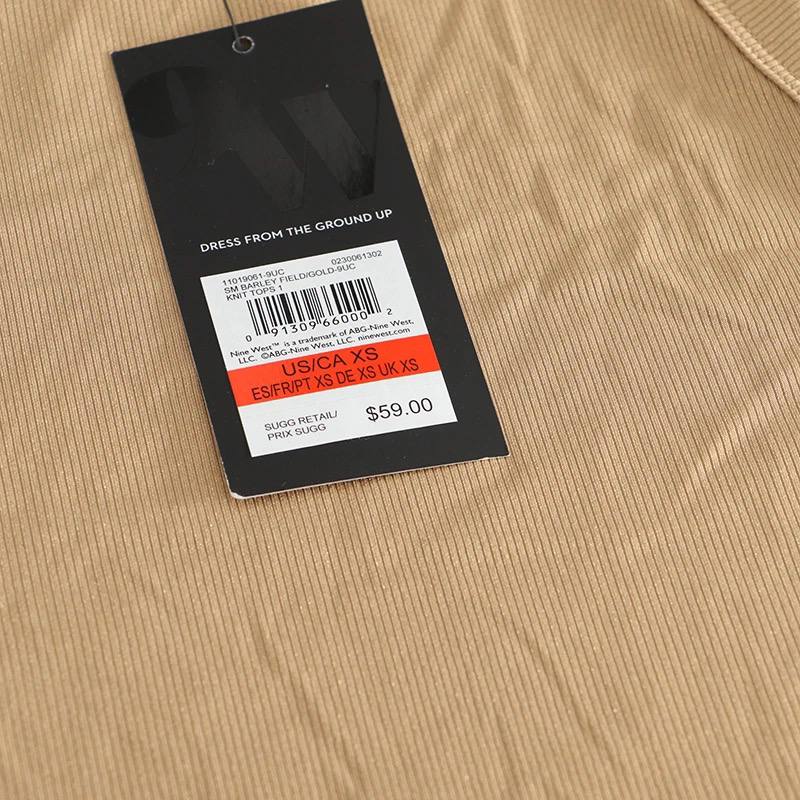 9W
DRESS FROM THE GROUND UP
11019061-9UC 0230061302
SM BARLEY FIELD/GOLD-9UC
KNIT TOPS 1
0 91309 66000 2
Nine West™ is a trademark of ABG-Nine West,
LLC. ©ABG-Nine West, LLC. ninewest.com
US/CA XS
ES/FR/PT XS DE XS UK XS
SUGG RETAIL/ $59.00
PRIX SUGG